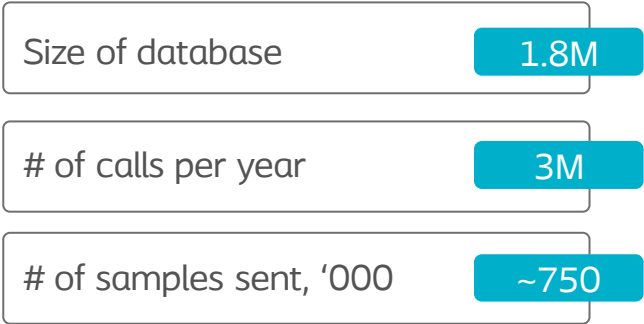 Size of database 1.8M
# of calls per year 3M
# of samples sent, ‘000 ~750